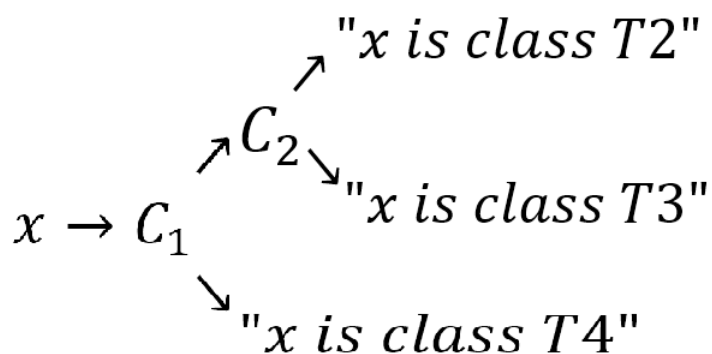 "x is class T2"
C₂
"x is class T3"
x → C₁
"x is class T4"